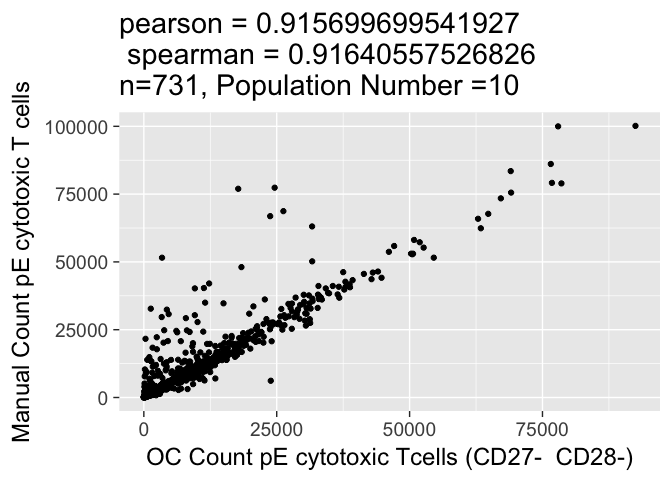 pearson = 0.915699699541927
spearman = 0.91640557526826
n=731, Population Number =10
Manual Count pE cytotoxic T cells
100000
75000
50000
25000
0
0
25000
50000
75000
OC Count pE cytotoxic Tcells (CD27-  CD28-)